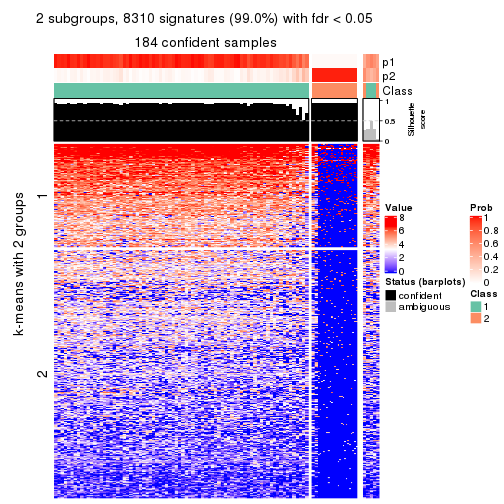 2 subgroups, 8310 signatures (99.0%) with fdr < 0.05
184 confident samples
p1
p2
Class
1
0.5
0
Silhouette
score
k-means with 2 groups
1
2
Value
8
6
4
2
0
Prob
1
0.8
0.6
0.4
0.2
0
Status (barplots)
confident
ambiguous
Class
1
2